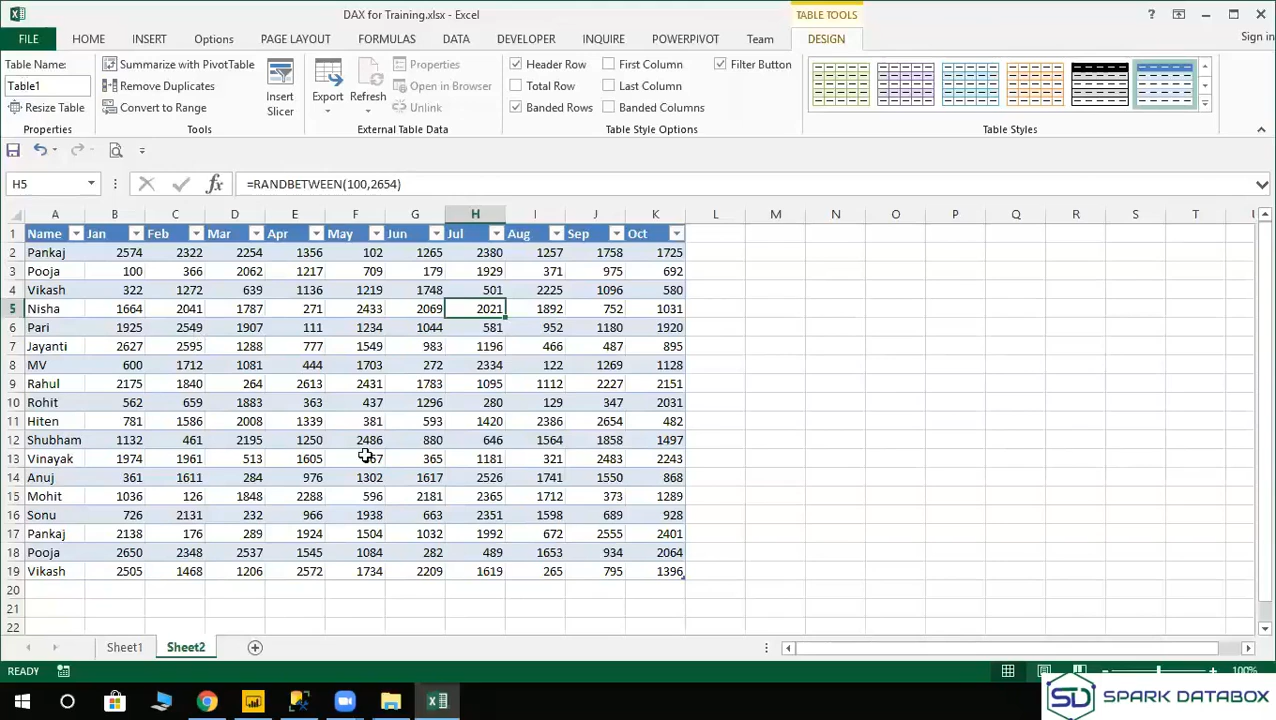 DAX for Training.xlsx - Excel
TABLE TOOLS
Sign in
FILE HOME INSERT Options PAGE LAYOUT FORMULAS DATA DEVELOPER INQUIRE POWERPIVOT Team DESIGN
Table Name:
Table1
Resize Table
Properties
Summarize with PivotTable
Remove Duplicates
Convert to Range
Tools
Insert Slicer
Export
Refresh
Properties
Open in Browser
Unlink
External Table Data
Header Row
Total Row
Banded Rows
First Column
Last Column
Banded Columns
Filter Button
Table Style Options
Table Styles
H5 =RANDBETWEEN(100,2654)
A B C D E F G H I J K L M N O P Q R S T U
1 Name Jan Feb Mar Apr May Jun Jul Aug Sep Oct
2 Pankaj 2574 2322 2254 1356 102 1265 2380 1257 1758 1725
3 Pooja 100 366 2062 1217 709 179 1929 371 975 692
4 Vikash 322 1272 639 1136 1219 1748 501 2225 1096 580
5 Nisha 1664 2041 1787 271 2433 2069 2021 1892 752 1031
6 Pari 1925 2549 1907 111 1234 1044 581 952 1180 1920
7 Jayanti 2627 2595 1288 777 1549 983 1196 466 487 895
8 MV 600 1712 1081 444 1703 272 2334 122 1269 1128
9 Rahul 2175 1840 264 2613 2431 1783 1095 1112 2227 2151
10 Rohit 562 659 1883 363 437 1296 280 129 347 2031
11 Hiten 781 1586 2008 1339 381 593 1420 2386 2654 482
12 Shubham 1132 461 2195 1250 2486 880 646 1564 1858 1497
13 Vinayak 1974 1961 513 1605 365 1181 321 2483 2243
14 Anuj 361 1611 284 976 1302 1617 2526 1741 1550 868
15 Mohit 1036 126 1848 2288 596 2181 2365 1712 373 1289
16 Sonu 726 2131 232 966 1938 663 2351 1598 689 928
17 Pankaj 2138 176 289 1924 1504 1032 1992 672 2555 2401
18 Pooja 2650 2348 2537 1545 1084 282 489 1653 934 2064
19 Vikash 2505 1468 1206 2572 1734 2209 1619 265 795 1396
20
21
22
Sheet1 Sheet2
READY 100%
SD SPARK DATABOX